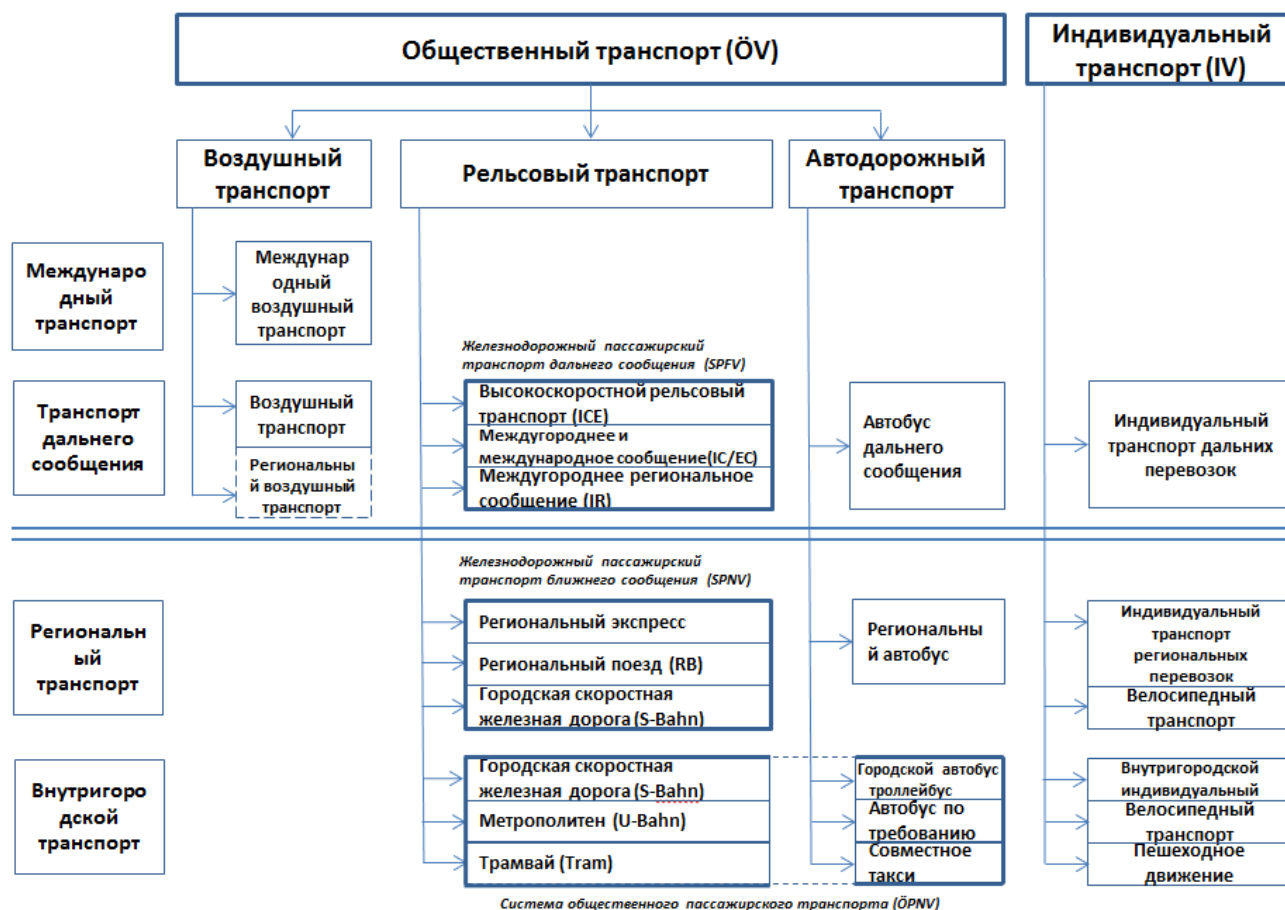 Общественный транспорт (ÖV)
Индивидуальный
транспорт (IV)
Воздушный
транспорт
Рельсовый транспорт
Автодорожный
транспорт
Междунаро
дный
транспорт
Междунар
одный
воздушный
транспорт
Железнодорожный пассажирский
транспорт дальнего сообщения (SPFV)
Транспорт
дальнего
сообщения
Воздушный
транспорт
Региональны
й воздушный
транспорт
Высокоскоростной рельсовый
транспорт (ICE)
Междугороднее и
международное сообщение(IC/EC)
Междугороднее региональное
сообщение (IR)
Автобус
дальнего
сообщения
Индивидуальный
транспорт дальних
перевозок
Железнодорожный пассажирский
транспорт ближнего сообщения (SPNV)
Региональн
ый
транспорт
Региональный экспресс
Региональный поезд (RB)
Городская скоростная
железная дорога (S-Bahn)
Региональны
й автобус
Индивидуальный
транспорт
региональных
перевозок
Велосипедный
транспорт
Внутригоро
дской
транспорт
Городская скоростная
железная дорога (S-Bahn)
Метрополитен (U-Bahn)
Трамвай (Tram)
Городской автобус
троллейбус
Автобус по
требованию
Совместное
такси
Внутригородской
индивидуальный
Велосипедный
транспорт
Пешеходное
движение
Система общественного пассажирского транспорта (ÖPNV)